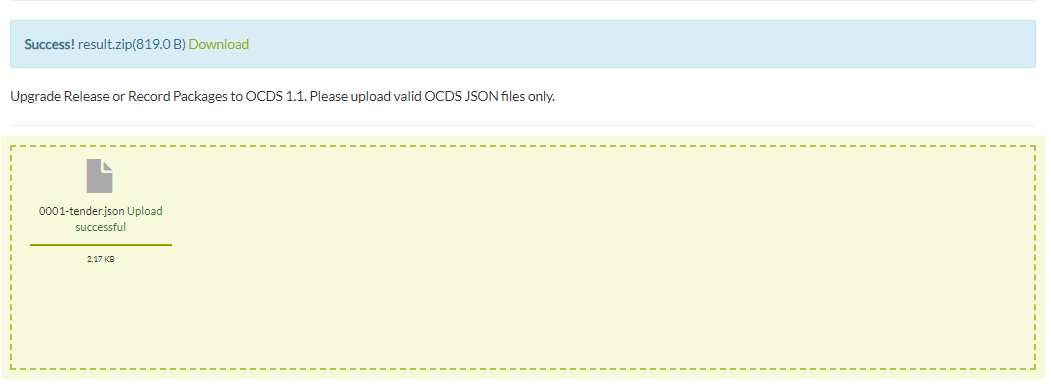 Success! result.zip(819.0 B) Download
Upgrade Release or Record Packages to OCDS 1.1. Please upload valid OCDS JSON files only.
0001-tender.json Upload
successful
2.17 KB